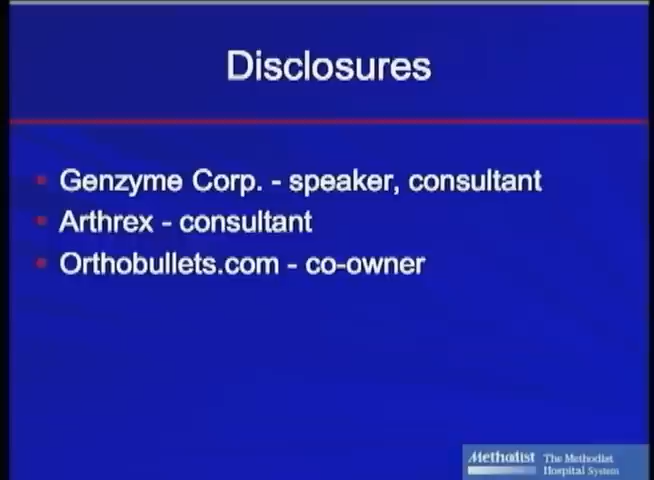 Disclosures
Genzyme Corp. - speaker, consultant
Arthrex - consultant
Orthobullets.com - co-owner
Methodist The Methodist
Hospital System